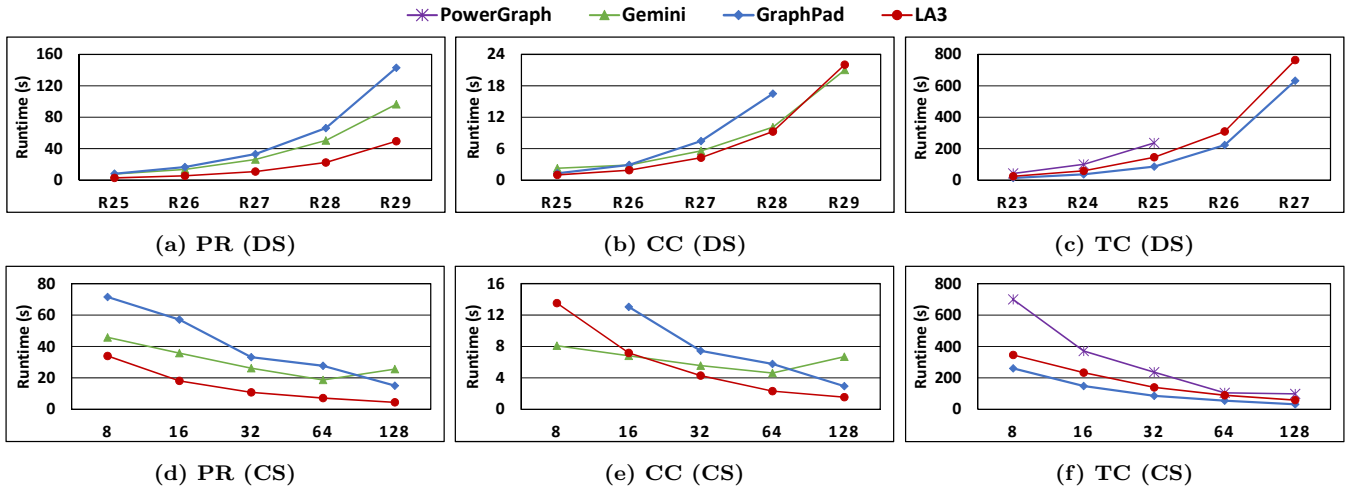 PowerGraph Gemini GraphPad LA3
160
120
80
40
0
Runtime (s)
R25 R26 R27 R28 R29
(a) PR (DS)
24
18
12
6
0
Runtime (s)
R25 R26 R27 R28 R29
(b) CC (DS)
800
600
400
200
0
Runtime (s)
R23 R24 R25 R26 R27
(c) TC (DS)
80
60
40
20
0
Runtime (s)
8 16 32 64 128
(d) PR (CS)
16
12
8
4
0
Runtime (s)
8 16 32 64 128
(e) CC (CS)
800
600
400
200
0
Runtime (s)
8 16 32 64 128
(f) TC (CS)